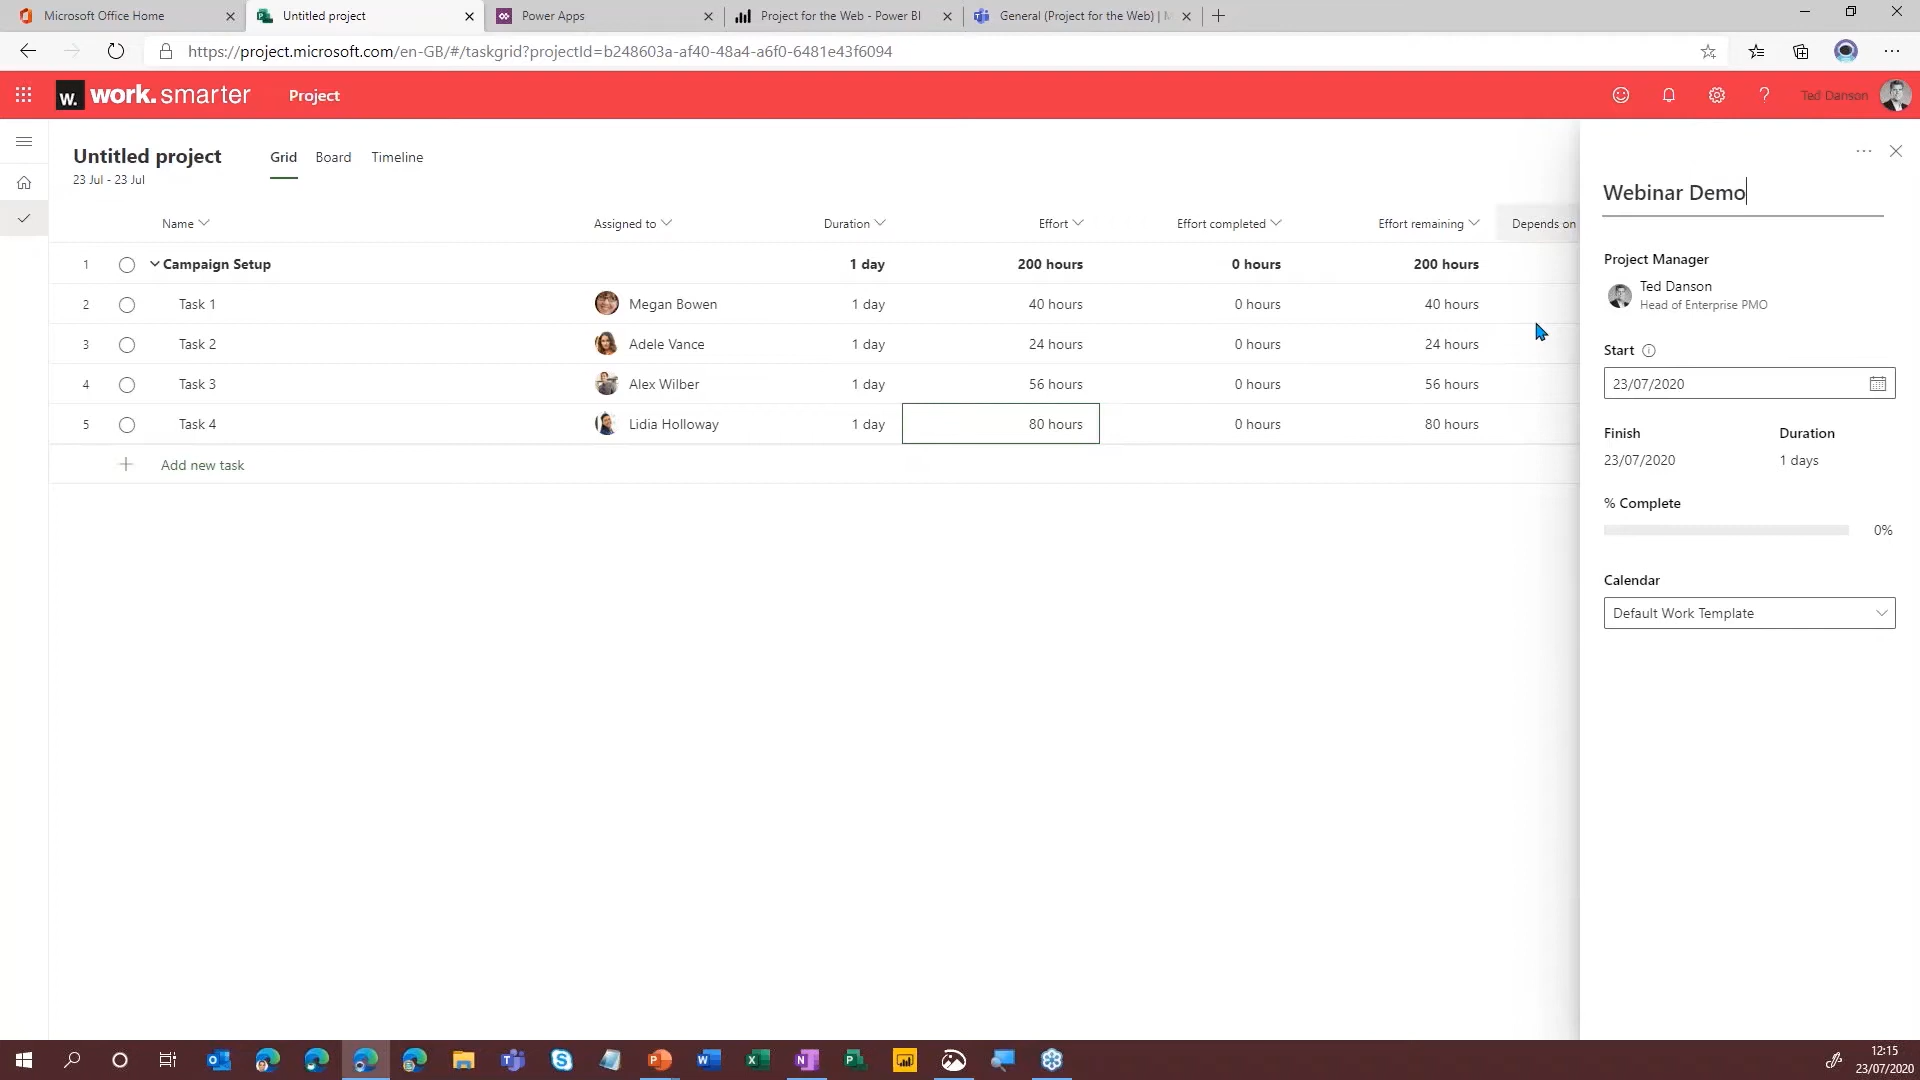 Microsoft Office Home
Untitled project
Power Apps
Project for the Web - Power BI
General (Project for the Web) |
https://project.microsoft.com/en-GB/#/taskgrid?projectId=b248603a-af40-48a4-a6f0-6481e43f6094
w. work.smarter Project
Ted Danson
Untitled project
23 Jul - 23 Jul
Grid Board Timeline
Name Assigned to Duration Effort Effort completed Effort remaining Depends on
1 Campaign Setup 1 day 200 hours 0 hours 200 hours
2 Task 1 Megan Bowen 1 day 40 hours 0 hours 40 hours
3 Task 2 Adele Vance 1 day 24 hours 0 hours 24 hours
4 Task 3 Alex Wilber 1 day 56 hours 0 hours 56 hours
5 Task 4 Lidia Holloway 1 day 80 hours 0 hours 80 hours
Add new task
Webinar Demo
Project Manager
Ted Danson
Head of Enterprise PMO
Start
23/07/2020
Finish Duration
23/07/2020 1 days
% Complete
0%
Calendar
Default Work Template
12:15
23/07/2020